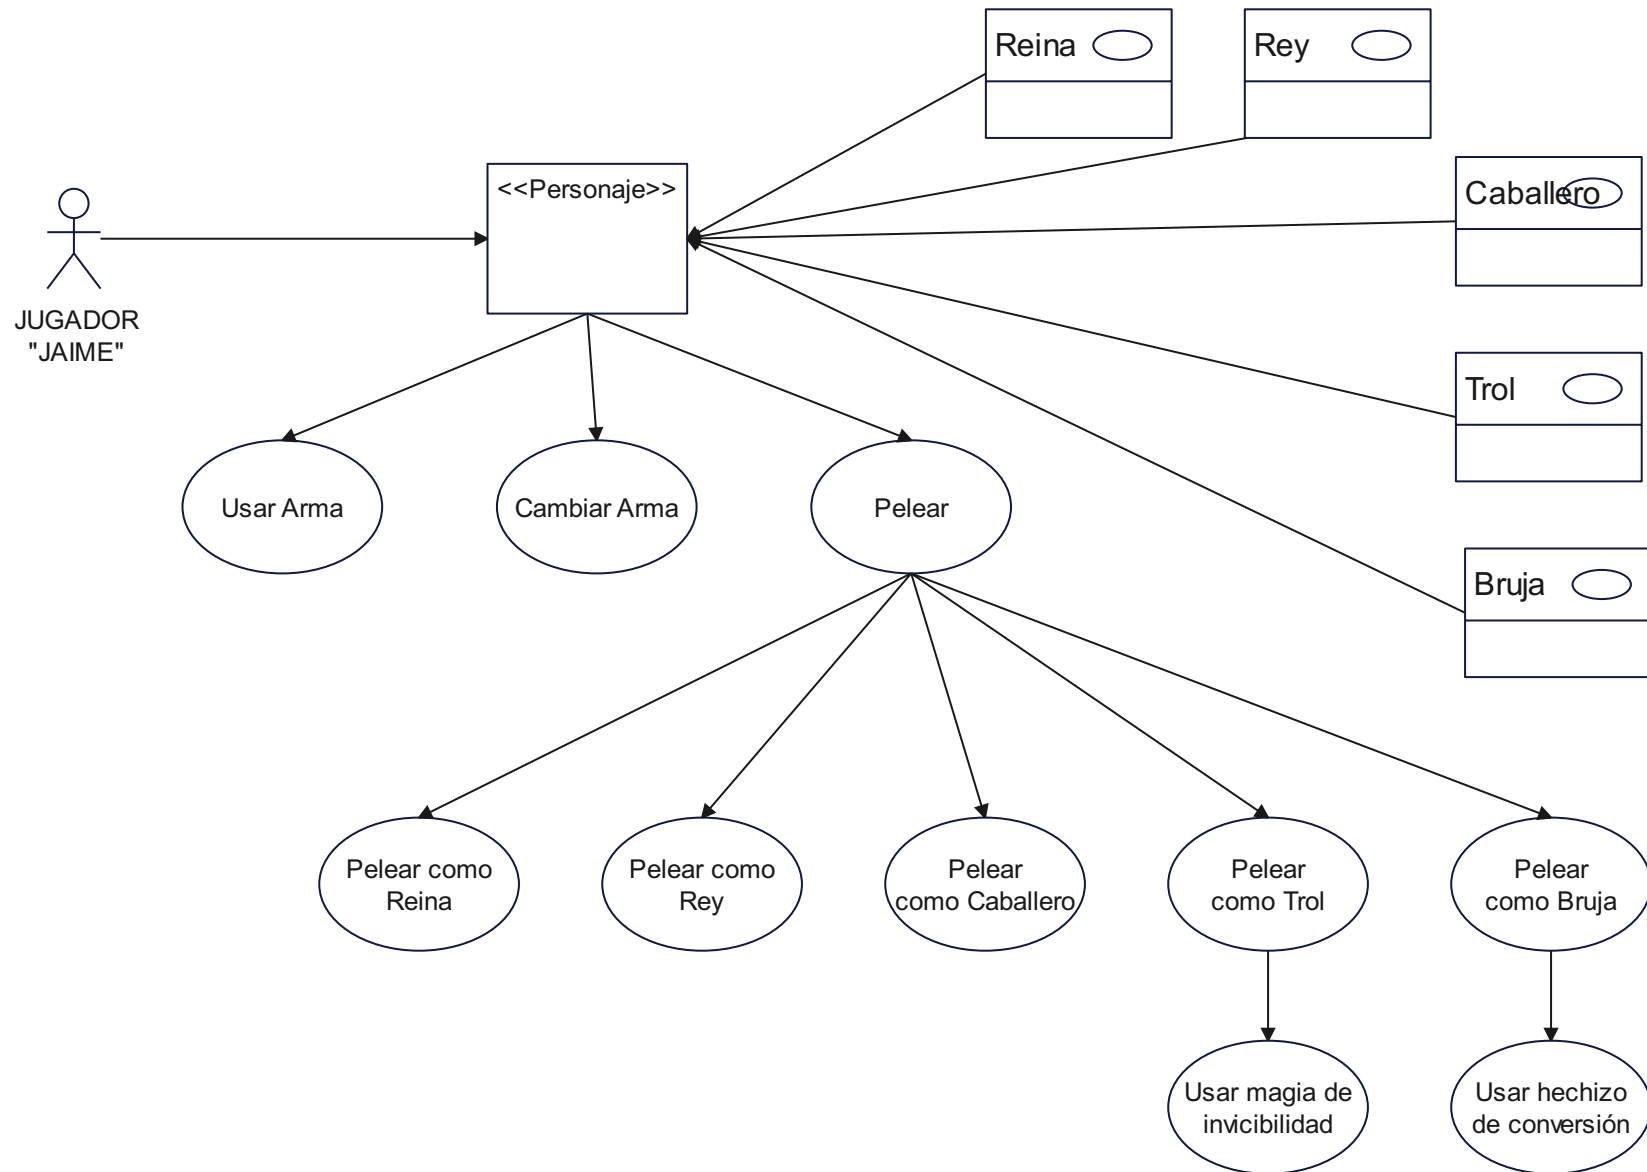 Reina
Rey
<<Personaje>>
Caballero
JUGADOR
"JAIME"
Trol
Usar Arma
Cambiar Arma
Pelear
Bruja
Pelear como
Reina
Pelear como
Rey
Pelear
como Caballero
Pelear
como Trol
Pelear
como Bruja
Usar magia de
invicibilidad
Usar hechizo
de conversión